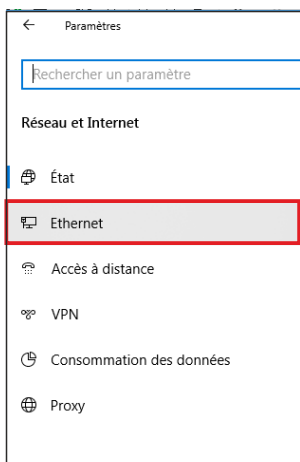 Paramètres
Rechercher un paramètre
Réseau et Internet
État
Ethernet
Accès à distance
VPN
Consommation des données
Proxy